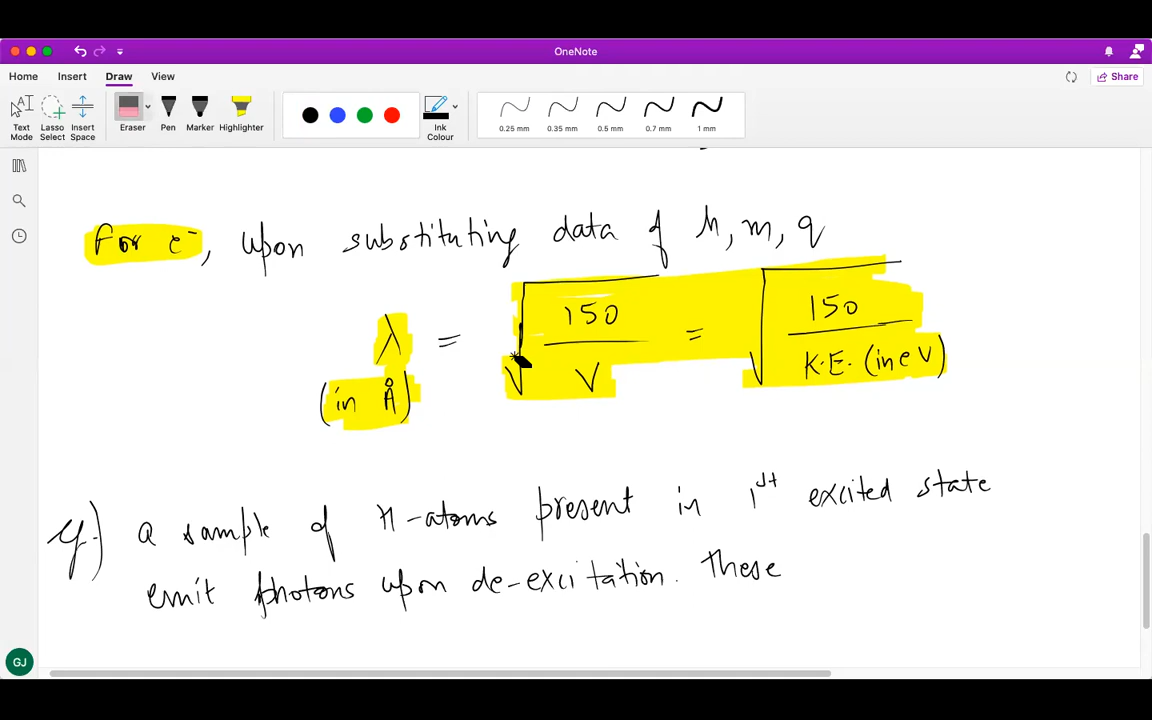 OneNote
Home Insert Draw View
Share
Text Mode
Lasso Select
Insert Space
Eraser
Pen
Marker
Highlighter
Ink Colour
0.25 mm
0.35 mm
0.5 mm
0.7 mm
1 mm
For e⁻, upon substituting data of h, m, q
λ (in Å) = √(150/V) = √(150/K.E. (in eV))
a sample of H-atoms present in 1st excited state
emit photons upon de-excitation. These
GJ